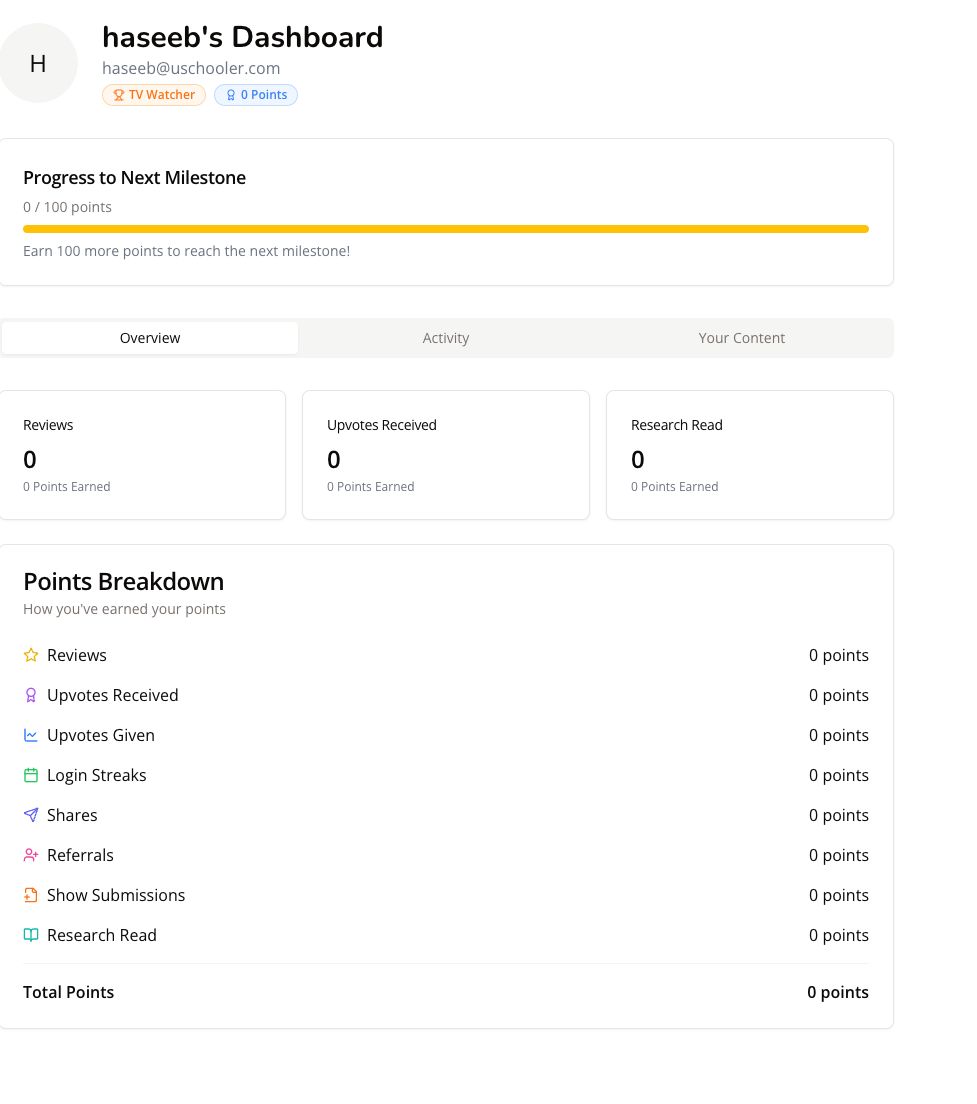 H
haseeb's Dashboard
haseeb@uschooler.com
TV Watcher 0 Points
Progress to Next Milestone
0 / 100 points
Earn 100 more points to reach the next milestone!
Overview Activity Your Content
Reviews Upvotes Received Research Read
0 0 0
0 Points Earned 0 Points Earned 0 Points Earned
Points Breakdown
How you've earned your points
Reviews 0 points
Upvotes Received 0 points
Upvotes Given 0 points
Login Streaks 0 points
Shares 0 points
Referrals 0 points
Show Submissions 0 points
Research Read 0 points
Total Points 0 points